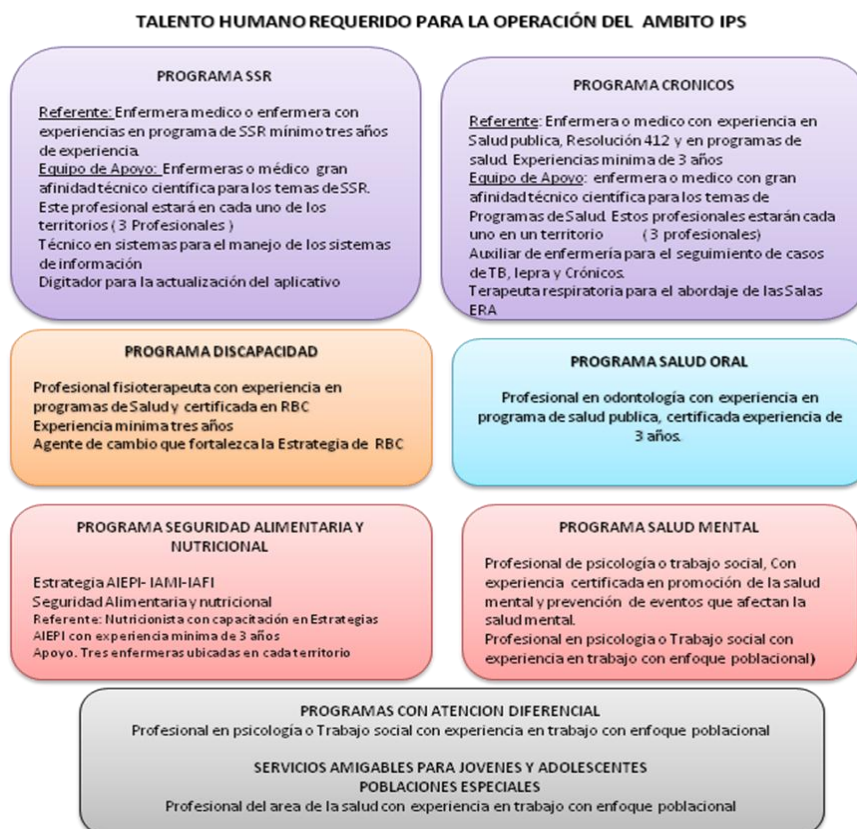 TALENTO HUMANO REQUERIDO PARA LA OPERACIÓN DEL AMBITO IPS
PROGRAMA SSR
Referente: Enfermera medico o enfermera con
experiencias en programa de SSR mínimo tres años
de experiencia.
Equipo de Apoyo: Enfermeras o médico gran
afinidad técnico científica para los temas de SSR.
Este profesional estará en cada uno de los
territorios ( 3 Profesionales )
Técnico en sistemas para el manejo de los sistemas
de información
Digitador para la actualización del aplicativo
PROGRAMA CRONICOS
Referente: Enfermera o medico con experiencia en
Salud publica, Resolución 412 y en programas de
salud. Experiencias minima de 3 años
Equipo de Apoyo: enfermera o medico con gran
afinidad técnico científica para los temas de
Programas de Salud. Estos profesionales estarán cada
uno en un territorio ( 3 profesionales)
Auxiliar de enfermería para el seguimiento de casos
de TB, lepra y Crónicos.
Terapeuta respiratoria para el abordaje de las Salas
ERA
PROGRAMA DISCAPACIDAD
Profesional fisioterapeuta con experiencia en
programas de Salud y certificada en RBC
Experiencia minima tres años
Agente de cambio que fortalezca la Estrategia de RBC
PROGRAMA SALUD ORAL
Profesional en odontología con experiencia en
programa de salud publica, certificada experiencia de
3 años.
PROGRAMA SEGURIDAD ALIMENTARIA Y
NUTRICIONAL
Estrategia AIEPI- IAMI-IAFI
Seguridad Alimentaria y nutricional
Referente: Nutricionista con capacitación en Estrategias
AIEPI con experiencia minima de 3 años
Apoyo. Tres enfermeras ubicadas en cada territorio
PROGRAMA SALUD MENTAL
Profesional de psicología o trabajo social, Con
experiencia certificada en promoción de la salud
mental y prevención de eventos que afectan la
salud mental.
Profesional en psicologia o Trabajo social con
experiencia en trabajo con enfoque poblacional)
PROGRAMAS CON ATENCION DIFERENCIAL
Profesional en psicología o Trabajo social con experiencia en trabajo con enfoque poblacional
SERVICIOS AMIGABLES PARA JOVENES Y ADOLESCENTES
POBLACIONES ESPECIALES
Profesional del area de la salud con experiencia en trabajo con enfoque poblacional